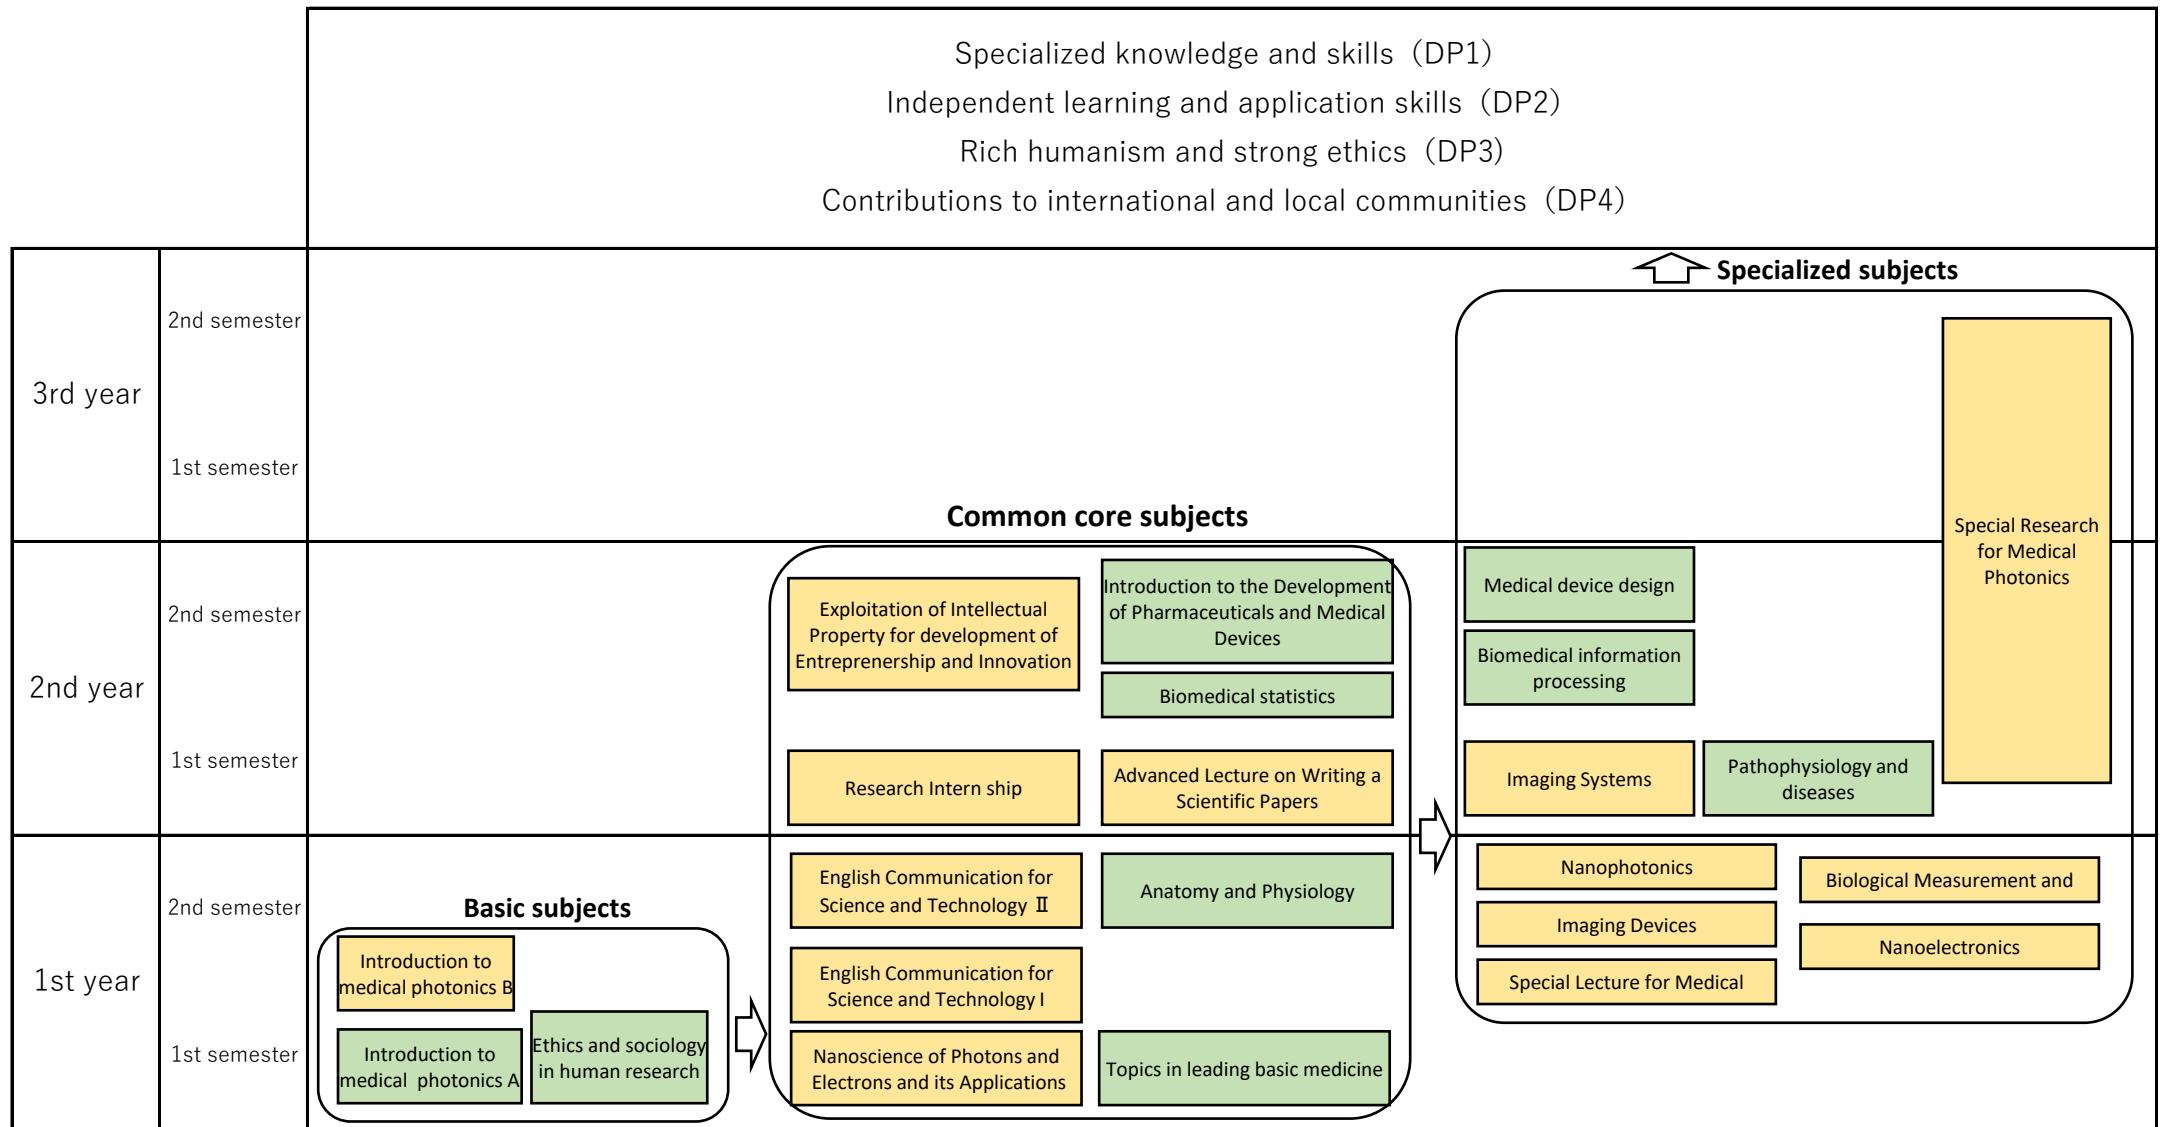 Specialized knowledge and skills（DP1）
Independent learning and application skills（DP2）
Rich humanism and strong ethics（DP3）
Contributions to international and local communities（DP4）
Specialized subjects
3rd year
2nd semester
1st semester
Special Research
for Medical
Photonics
Common core subjects
2nd year
2nd semester
1st semester
Exploitation of Intellectual
Property for development of
Entreprenership and Innovation
Introduction to the Development
of Pharmaceuticals and Medical
Devices
Biomedical statistics
Research Intern ship
Advanced Lecture on Writing a
Scientific Papers
Medical device design
Biomedical information
processing
Imaging Systems
Pathophysiology and
diseases
1st year
2nd semester
1st semester
Basic subjects
Introduction to
medical photonics B
Introduction to
medical photonics A
Ethics and sociology
in human research
English Communication for
Science and Technology Ⅱ
Anatomy and Physiology
English Communication for
Science and Technology I
Nanoscience of Photons and
Electrons and its Applications
Topics in leading basic medicine
Nanophotonics
Biological Measurement and
Imaging Devices
Nanoelectronics
Special Lecture for Medical